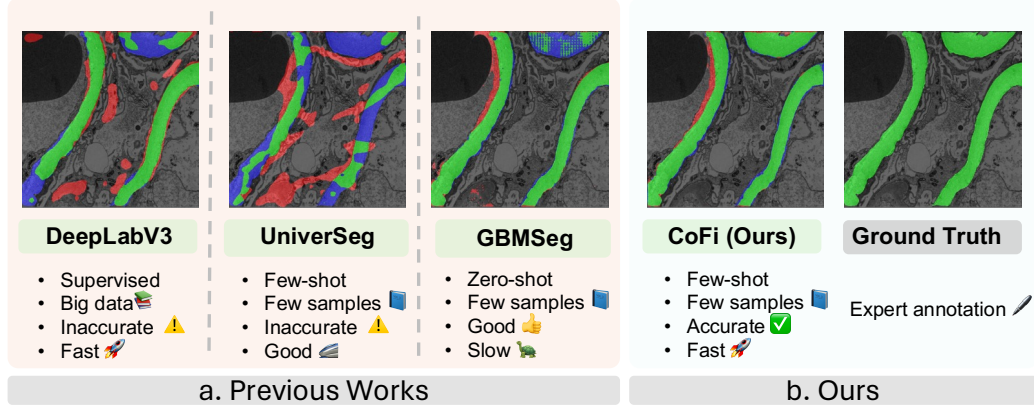 DeepLabV3
• Supervised
• Big data📚
• Inaccurate ⚠️
• Fast 🚀
UniverSeg
• Few-shot
• Few samples 📘
• Inaccurate ⚠️
• Good 🚄
GBMSeg
• Zero-shot
• Few samples 📘
• Good 👍
• Slow 🐢
a. Previous Works
CoFi (Ours)
• Few-shot
• Few samples 📘
• Accurate ✅
• Fast 🚀
Ground Truth
Expert annotation 🖊️
b. Ours